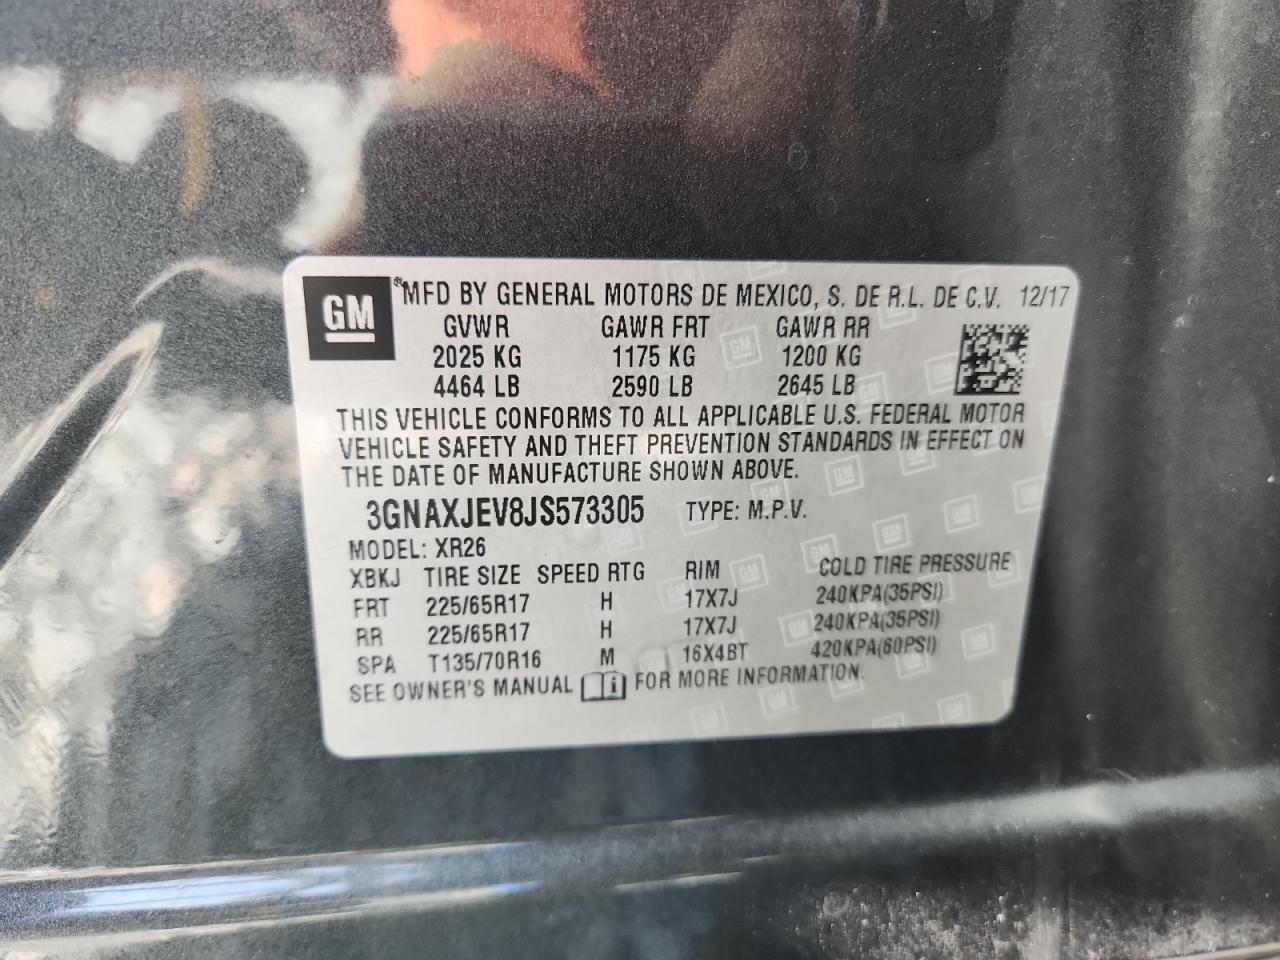 GM ® MFD BY GENERAL MOTORS DE MEXICO, S. DE R.L. DE C.V. 12/17
GVWR GAWR FRT GAWR RR
2025 KG 1175 KG 1200 KG
4464 LB 2590 LB 2645 LB
THIS VEHICLE CONFORMS TO ALL APPLICABLE U.S. FEDERAL MOTOR
VEHICLE SAFETY AND THEFT PREVENTION STANDARDS IN EFFECT ON
THE DATE OF MANUFACTURE SHOWN ABOVE.
3GNAXJEV8JS573305 TYPE: M.P.V.
MODEL: XR26
XBKJ TIRE SIZE SPEED RTG RIM COLD TIRE PRESSURE
FRT 225/65R17 H 17X7J 240KPA(35PSI)
RR 225/65R17 H 17X7J 240KPA(35PSI)
SPA T135/70R16 M 16X4BT 420KPA(60PSI)
SEE OWNER'S MANUAL i FOR MORE INFORMATION.